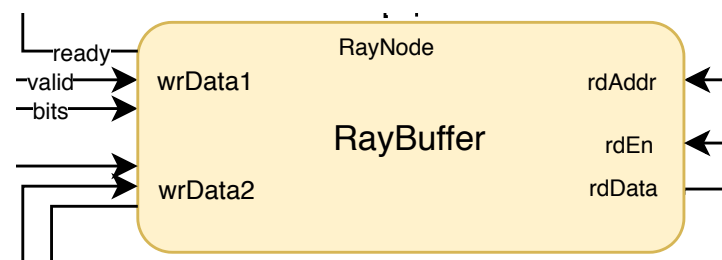 ready
RayNode
valid
wrData1
rdAddr
bits
RayBuffer
rdEn
wrData2
rdData